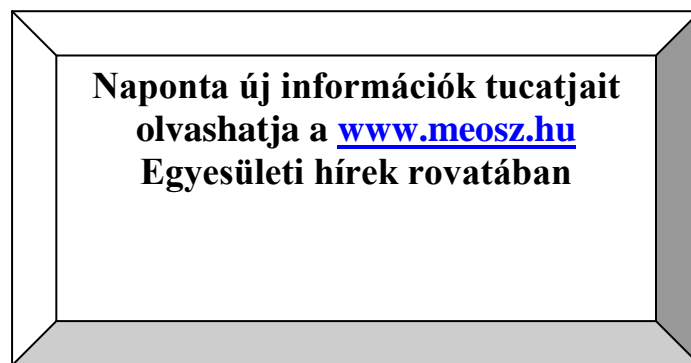 Naponta új információk tucatjait
olvashatja a www.meosz.hu
Egyesületi hírek rovatában